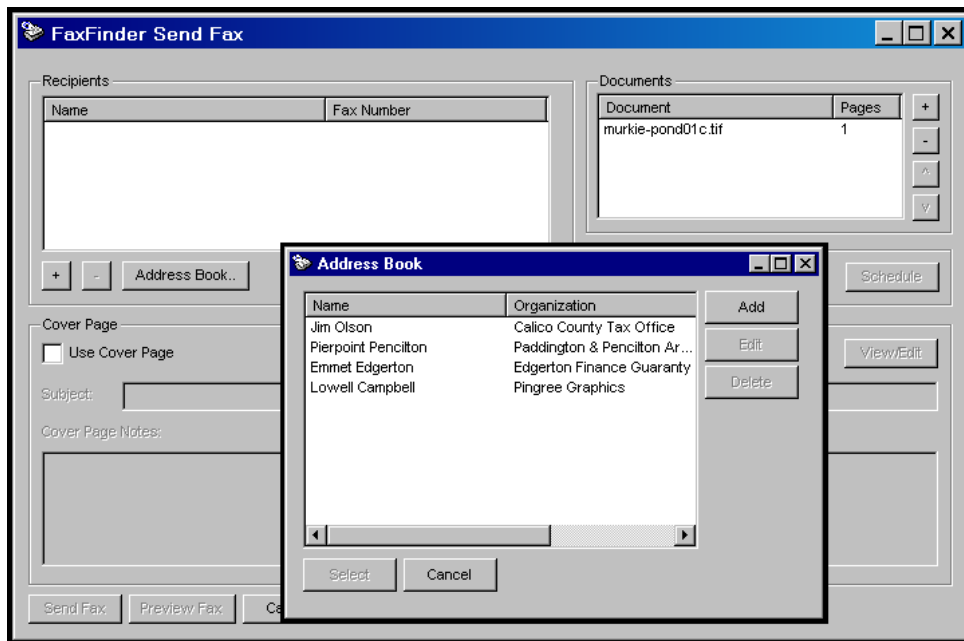 FaxFinder Send Fax
Recipients
Name Fax Number
+ - Address Book..
Documents
Document Pages
murkie-pond01c.tif 1
+
-
^
v
Schedule
Cover Page
Use Cover Page
View/Edit
Subject:
Cover Page Notes:
Send Fax Preview Fax Ca
Address Book
Name Organization
Jim Olson Calico County Tax Office
Pierpoint Pencilton Paddington & Pencilton Ar...
Emmet Edgerton Edgerton Finance Guaranty
Lowell Campbell Pingree Graphics
Add
Edit
Delete
Select Cancel